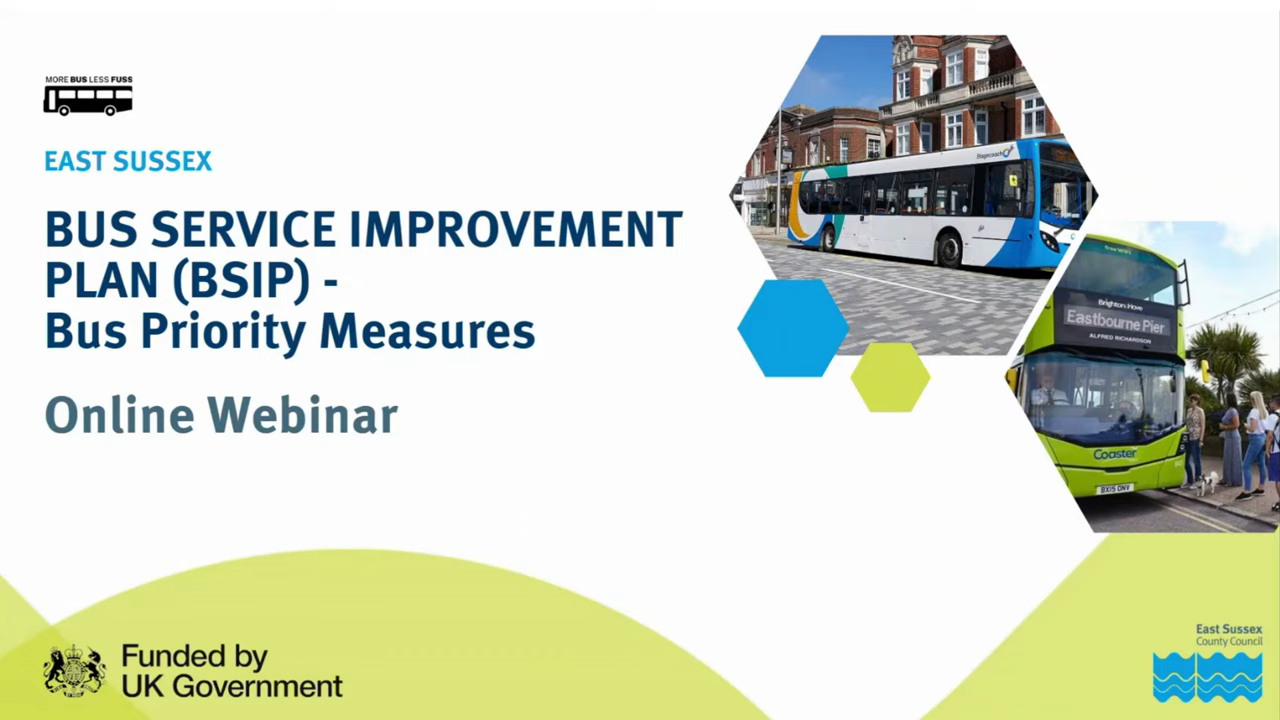 MORE BUS LESS FUSS
EAST SUSSEX
BUS SERVICE IMPROVEMENT
PLAN (BSIP) -
Bus Priority Measures
Online Webinar
Stagecoach
Brighton & Hove
Eastbourne Pier
ALFRED RICHARDSON
Coaster
BX15 ONV
Funded by
UK Government
East Sussex
County Council